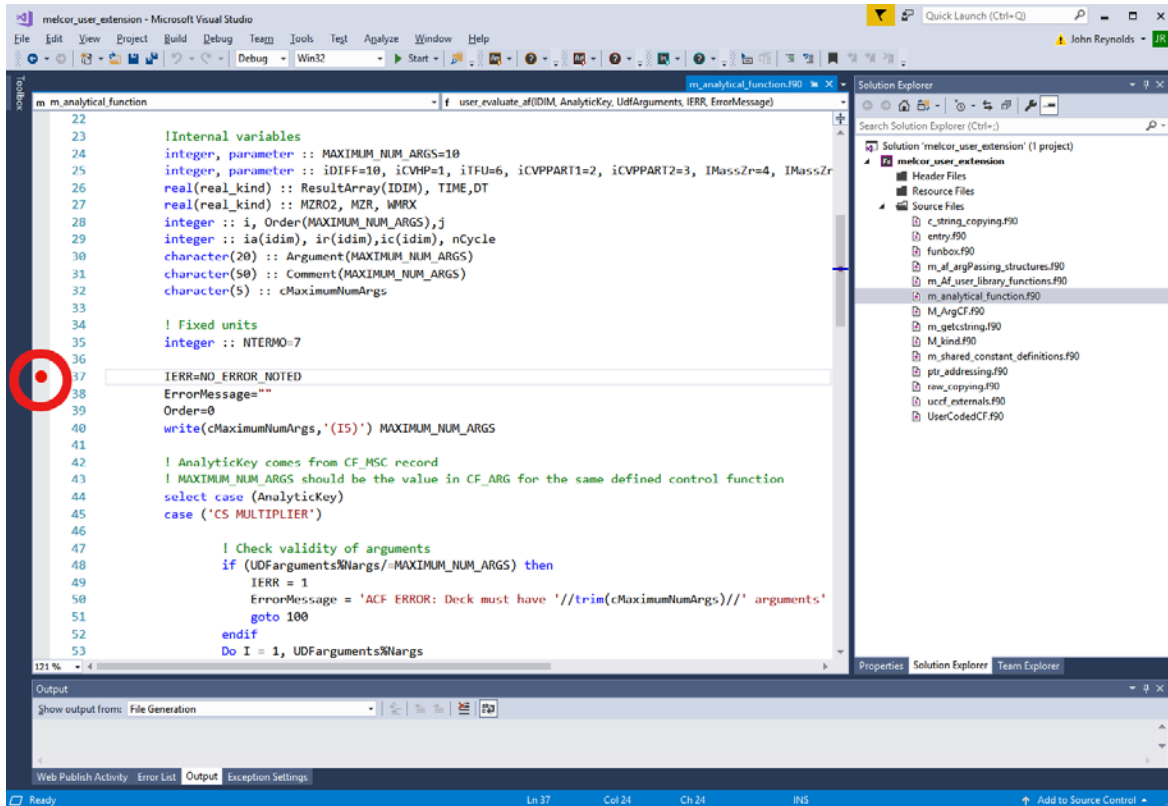 melcor_user_extension - Microsoft Visual Studio
Quick Launch (Ctrl+Q)
File Edit View Project Build Debug Team Tools Test Analyze Window Help
John Reynolds JR
Debug Win32 Start
Toolbox
m_analytical_function.f90
m m_analytical_function
f user_evaluate_af(IDIM, AnalyticKey, UdfArguments, IERR, ErrorMessage)
22
23 !Internal variables
24 integer, parameter :: MAXIMUM_NUM_ARGS=10
25 integer, parameter :: iDIFF=10, iCVHP=1, iTFU=6, iCVPPART1=2, iCVPPART2=3, IMassZr=4, IMassZr
26 real(real_kind) :: ResultArray(IDIM), TIME,DT
27 real(real_kind) :: MZRO2, MZR, WMRX
28 integer :: i, Order(MAXIMUM_NUM_ARGS),j
29 integer :: ia(idim), ir(idim),ic(idim), nCycle
30 character(20) :: Argument(MAXIMUM_NUM_ARGS)
31 character(50) :: Comment(MAXIMUM_NUM_ARGS)
32 character(5) :: cMaximumNumArgs
33
34 ! Fixed units
35 integer :: NTERMO=7
36
37 IERR=NO_ERROR_NOTED
38 ErrorMessage=""
39 Order=0
40 write(cMaximumNumArgs,'(I5)') MAXIMUM_NUM_ARGS
41
42 ! AnalyticKey comes from CF_MSC record
43 ! MAXIMUM_NUM_ARGS should be the value in CF_ARG for the same defined control function
44 select case (AnalyticKey)
45 case ('CS MULTIPLIER')
46
47 ! Check validity of arguments
48 if (UDFarguments%Nargs/=MAXIMUM_NUM_ARGS) then
49 IERR = 1
50 ErrorMessage = 'ACF ERROR: Deck must have '//trim(cMaximumNumArgs)//' arguments'
51 goto 100
52 endif
53 Do I = 1, UDFarguments%Nargs
121 %
Solution Explorer
Search Solution Explorer (Ctrl+;)
Solution 'melcor_user_extension' (1 project)
melcor_user_extension
Header Files
Resource Files
Source Files
c_string_copying.f90
entry.f90
funbox.f90
m_af_argPassing_structures.f90
m_Af_user_library_functions.f90
m_analytical_function.f90
M_ArgCF.f90
m_getcstring.f90
M_kind.f90
m_shared_constant_definitions.f90
ptr_addressing.f90
raw_copying.f90
uccf_externals.f90
UserCodedCF.f90
Properties Solution Explorer Team Explorer
Output
Show output from: File Generation
Web Publish Activity Error List Output Exception Settings
Ready Ln 37 Col 24 Ch 24 INS Add to Source Control